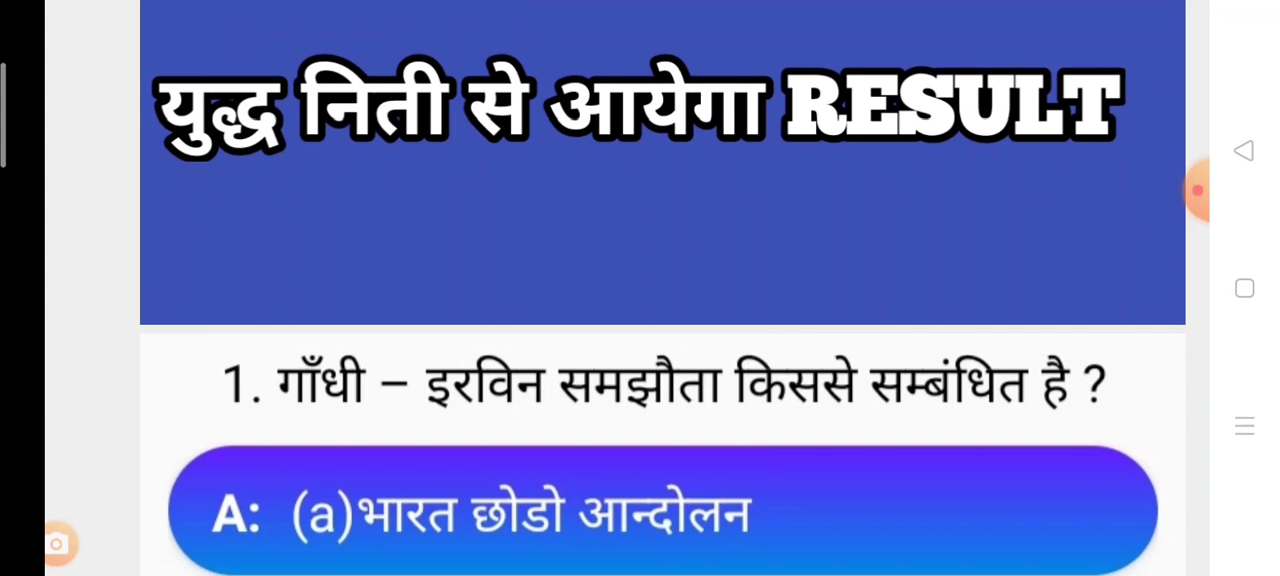 युद्ध निती से आयेगा RESULT
1. गाँधी – इरविन समझौता किससे सम्बंधित है ?
A: (a)भारत छोडो आन्दोलन